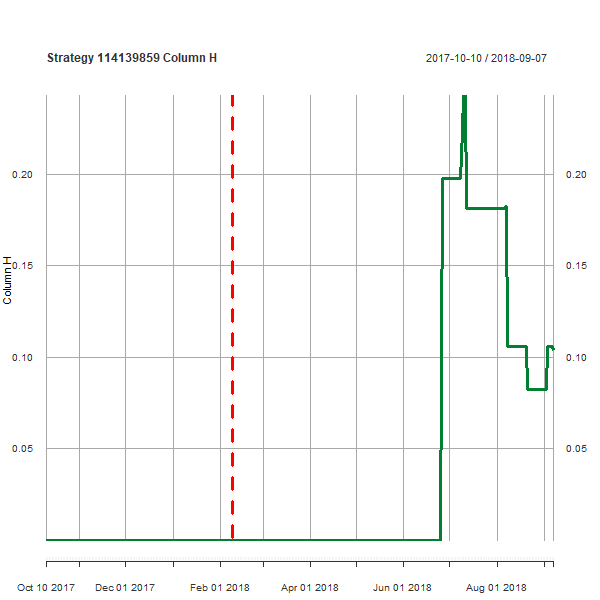 Strategy 114139859 Column H
2017-10-10 / 2018-09-07
0.20 0.20
0.15 0.15
Column H
0.10 0.10
0.05 0.05
Oct 10 2017 Dec 01 2017 Feb 01 2018 Apr 01 2018 Jun 01 2018 Aug 01 2018